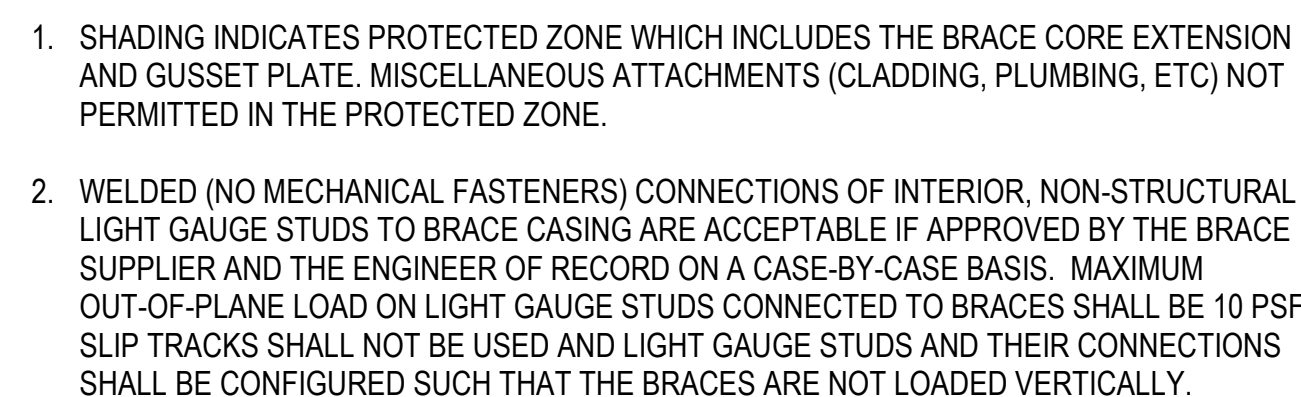 1. SHADING INDICATES PROTECTED ZONE WHICH INCLUDES THE BRACE CORE EXTENSION
AND GUSSET PLATE. MISCELLANEOUS ATTACHMENTS (CLADDING, PLUMBING, ETC) NOT
PERMITTED IN THE PROTECTED ZONE.
2. WELDED (NO MECHANICAL FASTENERS) CONNECTIONS OF INTERIOR, NON-STRUCTURAL
LIGHT GAUGE STUDS TO BRACE CASING ARE ACCEPTABLE IF APPROVED BY THE BRACE
SUPPLIER AND THE ENGINEER OF RECORD ON A CASE-BY-CASE BASIS. MAXIMUM
OUT-OF-PLANE LOAD ON LIGHT GAUGE STUDS CONNECTED TO BRACES SHALL BE 10 PSF
SLIP TRACKS SHALL NOT BE USED AND LIGHT GAUGE STUDS AND THEIR CONNECTIONS
SHALL BE CONFIGURED SUCH THAT THE BRACES ARE NOT LOADED VERTICALLY.